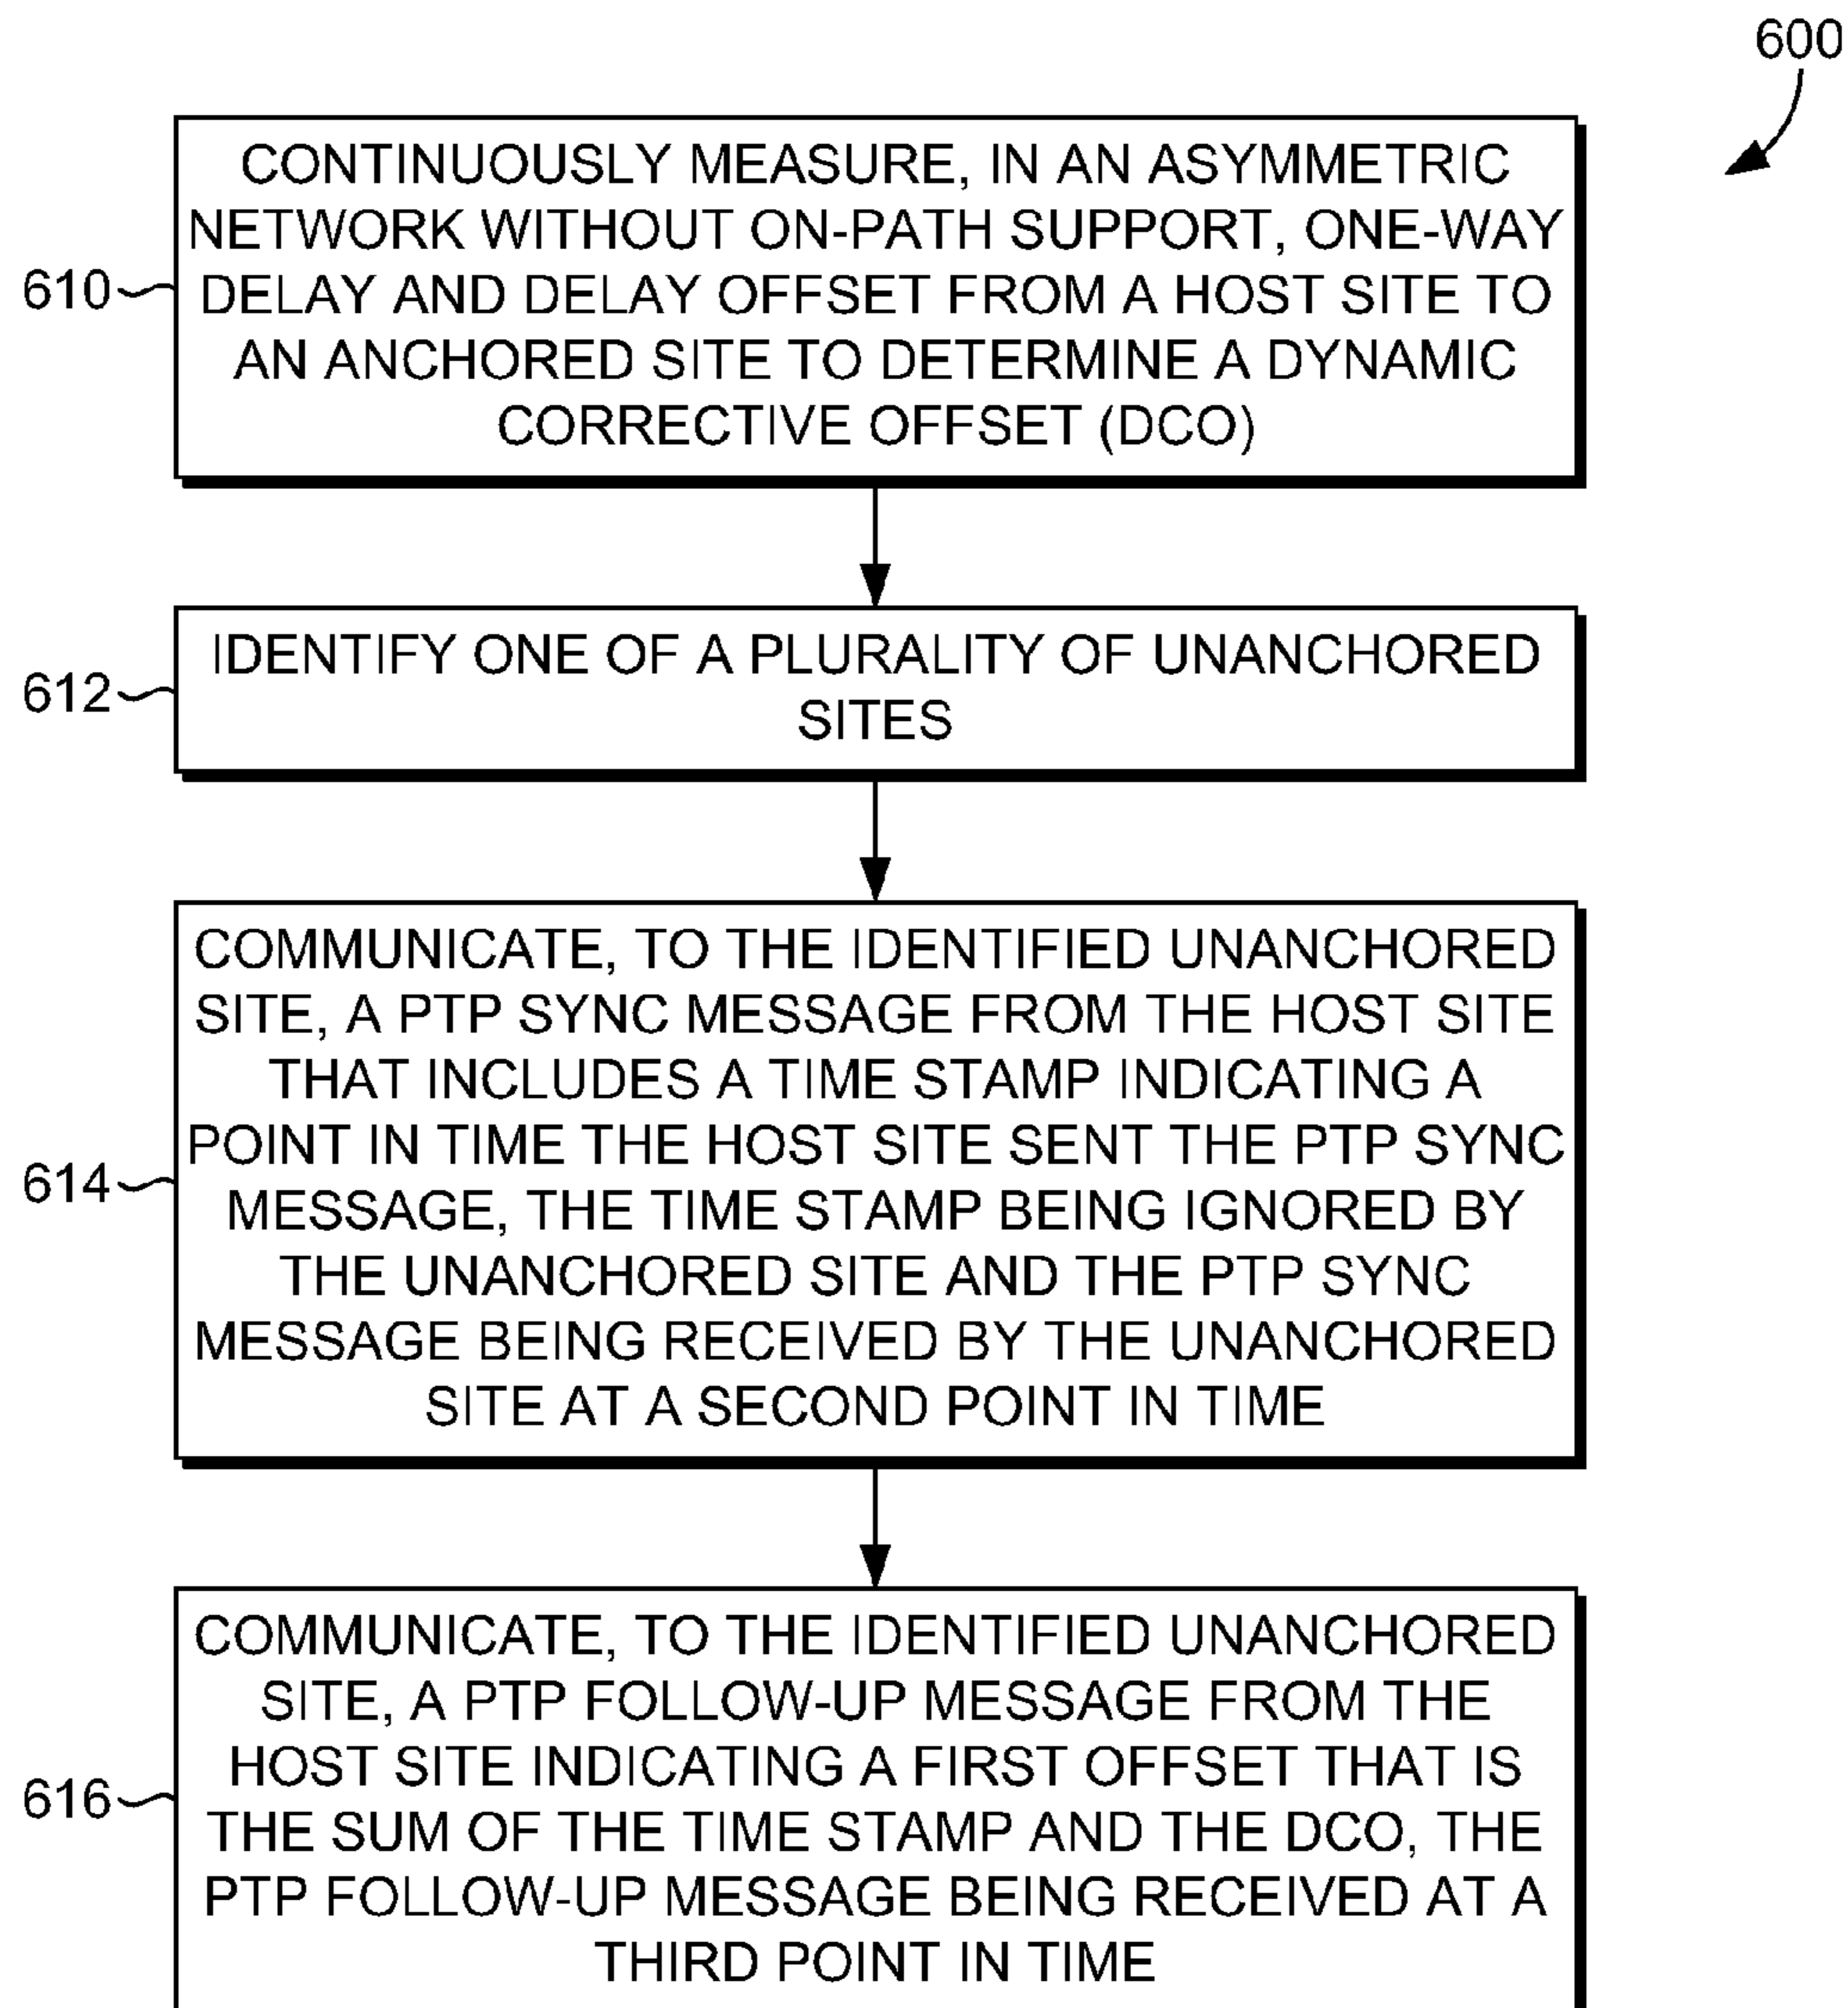 600
CONTINUOUSLY MEASURE, IN AN ASYMMETRIC
NETWORK WITHOUT ON-PATH SUPPORT, ONE-WAY
DELAY AND DELAY OFFSET FROM A HOST SITE TO
AN ANCHORED SITE TO DETERMINE A DYNAMIC
CORRECTIVE OFFSET (DCO)
610
IDENTIFY ONE OF A PLURALITY OF UNANCHORED
SITES
612
COMMUNICATE, TO THE IDENTIFIED UNANCHORED
SITE, A PTP SYNC MESSAGE FROM THE HOST SITE
THAT INCLUDES A TIME STAMP INDICATING A
POINT IN TIME THE HOST SITE SENT THE PTP SYNC
MESSAGE, THE TIME STAMP BEING IGNORED BY
THE UNANCHORED SITE AND THE PTP SYNC
MESSAGE BEING RECEIVED BY THE UNANCHORED
SITE AT A SECOND POINT IN TIME
614
COMMUNICATE, TO THE IDENTIFIED UNANCHORED
SITE, A PTP FOLLOW-UP MESSAGE FROM THE
HOST SITE INDICATING A FIRST OFFSET THAT IS
THE SUM OF THE TIME STAMP AND THE DCO, THE
PTP FOLLOW-UP MESSAGE BEING RECEIVED AT A
THIRD POINT IN TIME
616